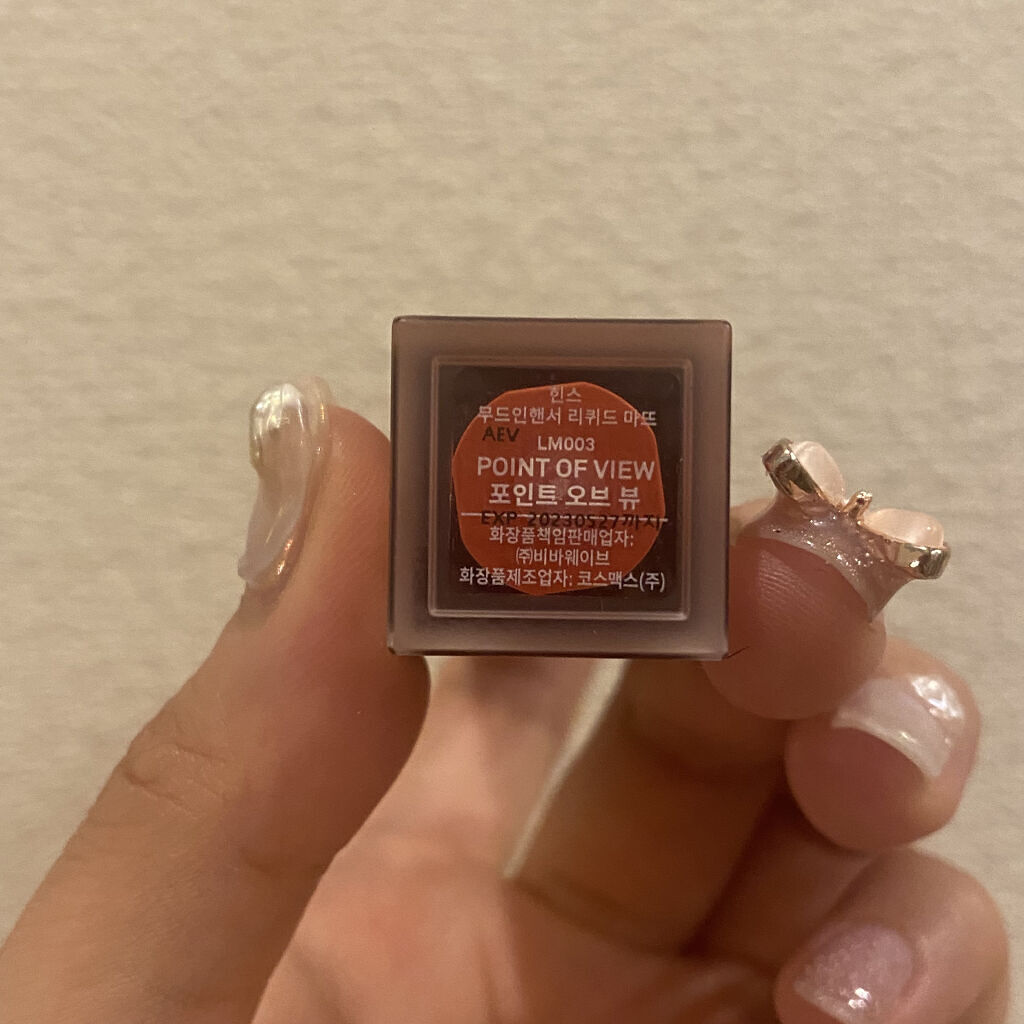 힌스
무드인핸서 리퀴드 마뜨
AEV
LM003
POINT OF VIEW
포인트 오브 뷰
EXP 20230527까지
화장품책임판매업자:
㈜비바웨이브
화장품제조업자: 코스맥스(주)